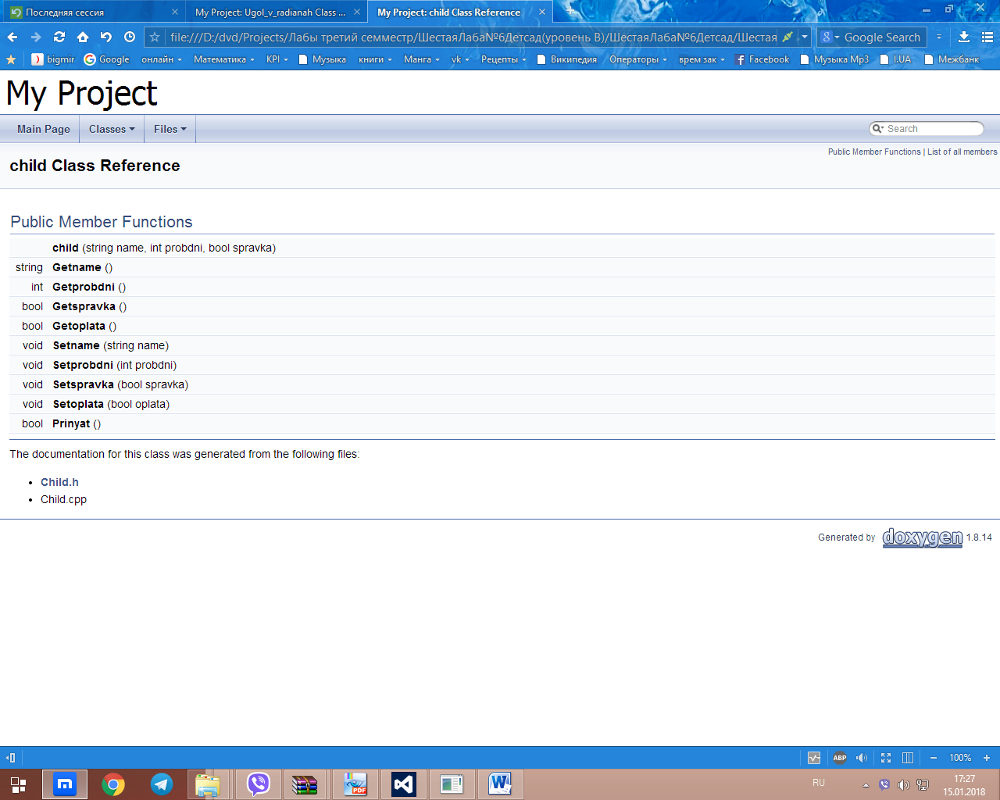 Последняя сессия
My Project: Ugol_v_radianah Class ...
My Project: child Class Reference
file:///D:/dvd/Projects/Лабы третий семместр/ШестаяЛаба№6Детсад(уровень В)/ШестаяЛаба№6Детсад/Шестая
Google Search
bigmir Google онлайн Математика KPI Музыка книги Манга vk Рецепты Википедия Операторы врем зак Facebook Музыка Mp3 I.UA Межбанк
My Project
Main Page Classes Files Search
Public Member Functions | List of all members
child Class Reference
Public Member Functions
child (string name, int probdni, bool spravka)
string Getname ()
int Getprobdni ()
bool Getspravka ()
bool Getoplata ()
void Setname (string name)
void Setprobdni (int probdni)
void Setspravka (bool spravka)
void Setoplata (bool oplata)
bool Prinyat ()
The documentation for this class was generated from the following files:
• Child.h
• Child.cpp
Generated by doxygen 1.8.14
ABP 100%
RU 17:27
15.01.2018